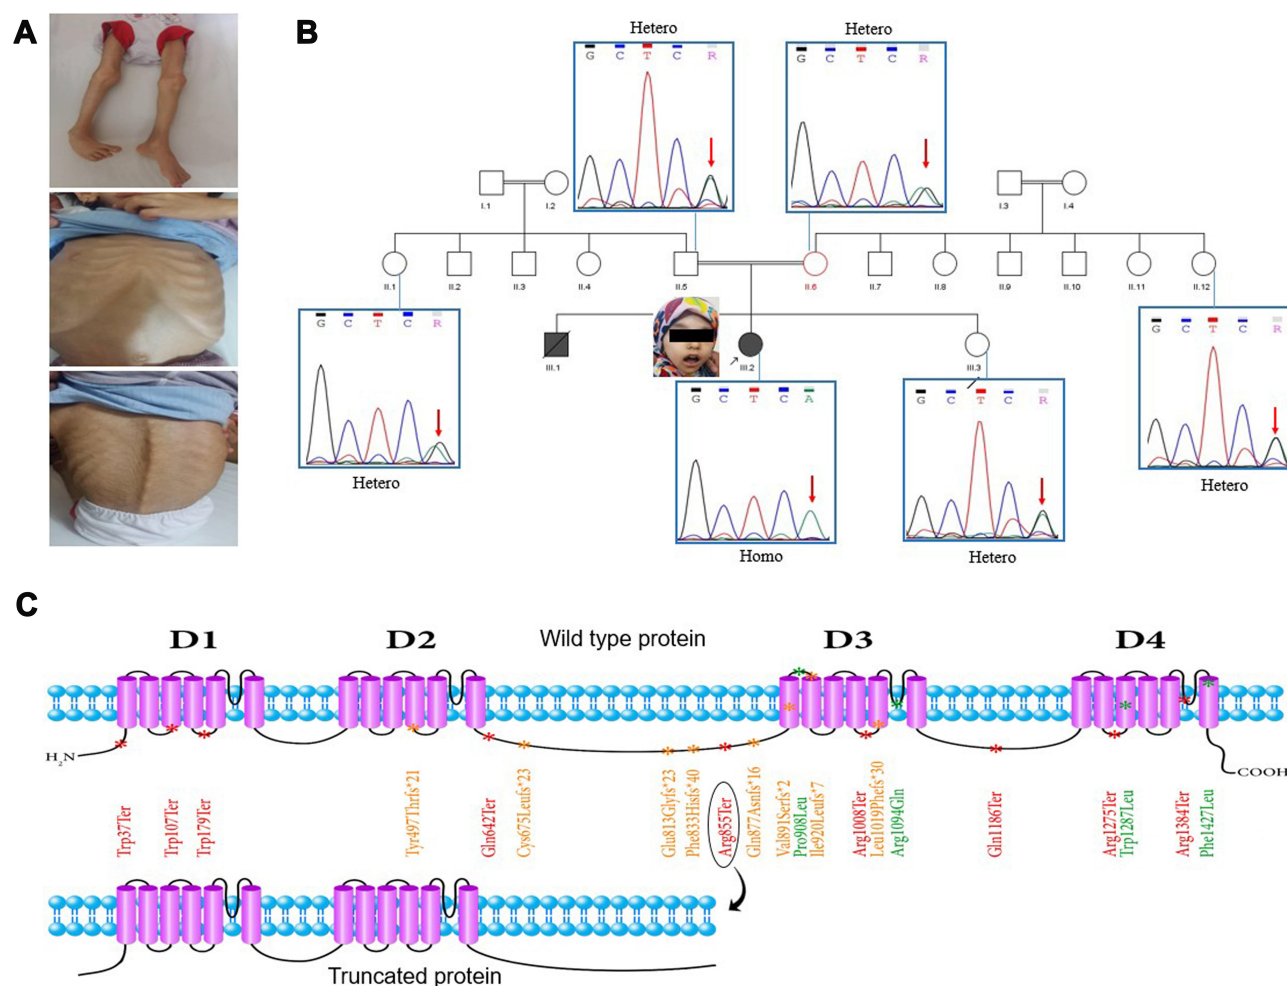 A
B
Hetero
Hetero
G C T C R
G C T C R
I.1
I.2
I.3
I.4
II.1
II.2
II.3
II.4
II.5
II.6
II.7
II.8
II.9
II.10
II.11
II.12
G C T C R
G C T C R
III.1
III.2
III.3
G C T C A
G C T C R
Hetero
Hetero
Homo
Hetero
C
D1
D2
Wild type protein
D3
D4
H2N
COOH
Trp37Ter
Trp107Ter
Trp179Ter
Tyr497Thrfs*21
Gln642Ter
Cys675Leufs*23
Glu813Glyfs*23
Phe833Hisfs*40
Arg855Ter
Gln877Asnfs*16
Val891Serfs*2
Pro908Leu
Ile920Leufs*7
Arg1008Ter
Leu1019Phefs*30
Arg1094Gln
Gln1186Ter
Arg1275Ter
Trp1287Leu
Arg1384Ter
Phe1427Leu
Truncated protein